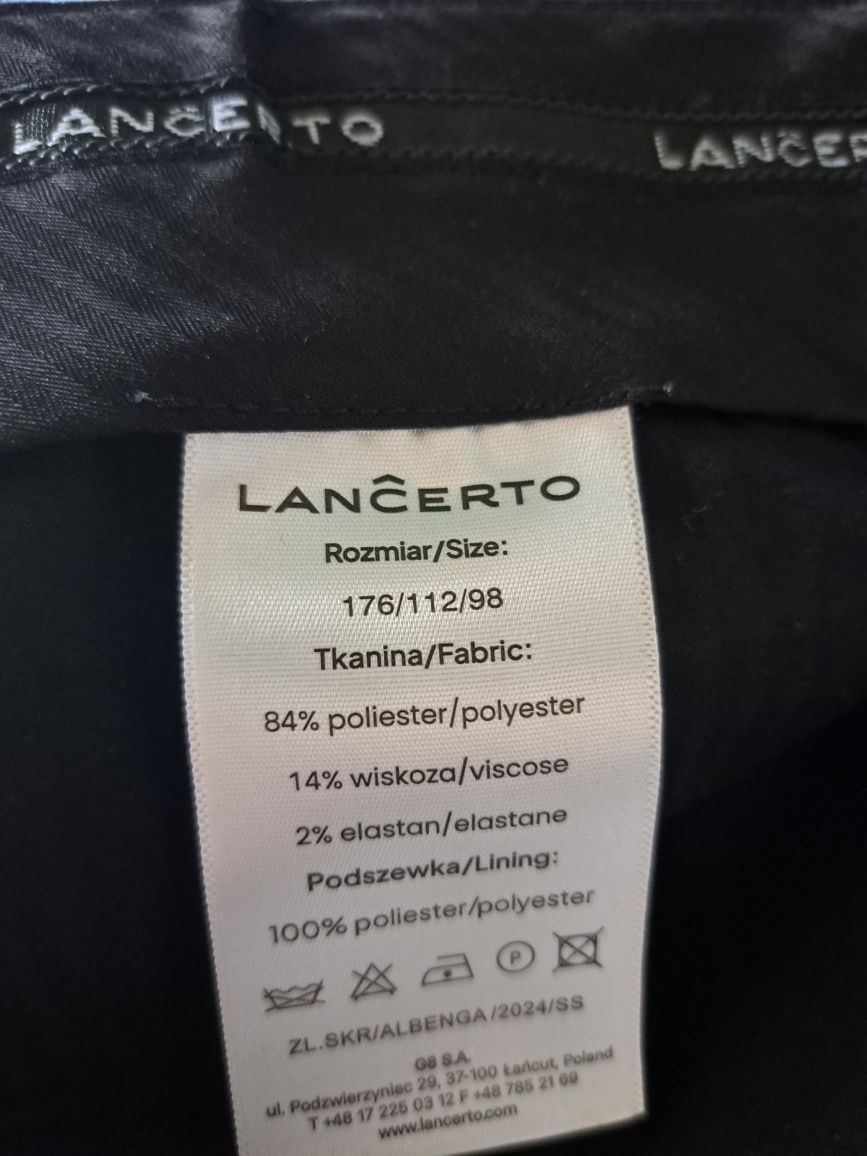 LANĈERTO LANĈER
LANĈERTO
Rozmiar/Size:
176/112/98
Tkanina/Fabric:
84% poliester/polyester
14% wiskoza/viscose
2% elastan/elastane
Podszewka/Lining:
100% poliester/polyester
P
ZL.SKR/ALBENGA/2024/SS
G8 S.A.
ul. Podzwierzyniec 29, 37-100 Łańcut, Poland
T +48 17 225 03 12 F +48 785 21 69
www.lancerto.com